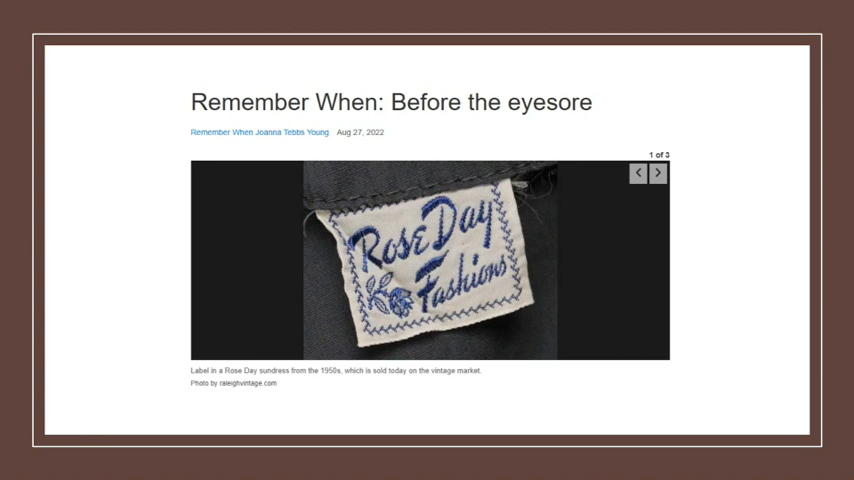 Remember When: Before the eyesore
Remember When Joanna Tebbs Young Aug 27, 2022
1 of 3
Rose Day
Fashions
Label in a Rose Day sundress from the 1950s, which is sold today on the vintage market.
Photo by raleighvintage.com